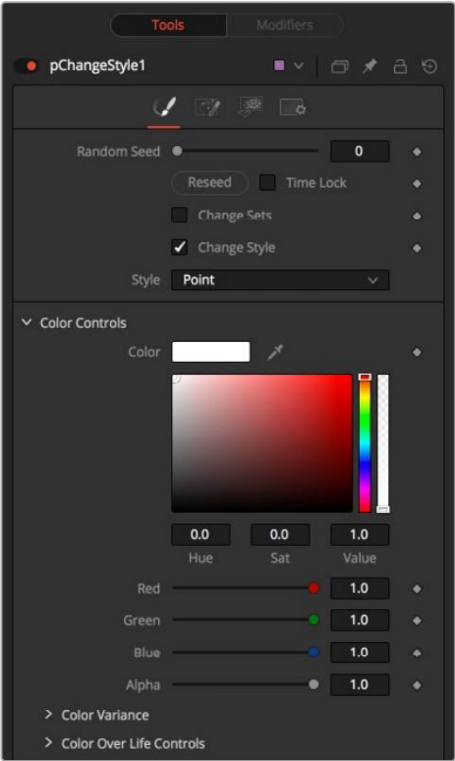 Tools Modifiers
pChangeStyle1
Random Seed 0
Reseed Time Lock
Change Sets
Change Style
Style Point
Color Controls
Color
0.0 0.0 1.0
Hue Sat Value
Red 1.0
Green 1.0
Blue 1.0
Alpha 1.0
Color Variance
Color Over Life Controls